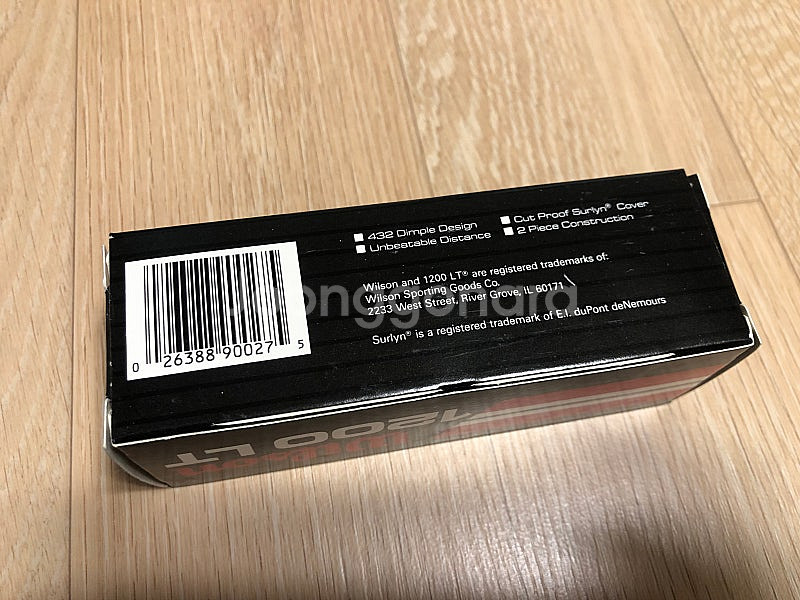 432 Dimple Design
Unbeatable Distance
Cut Proof Surlyn® Cover
2 Piece Construction
Wilson and 1200 LT® are registered trademarks of:
Wilson Sporting Goods Co.
2233 West Street, River Grove, IL 60171
Surlyn® is a registered trademark of E.I. duPont deNemours
0 26388 90027 5
joonggonara
1200 LT
Wilson